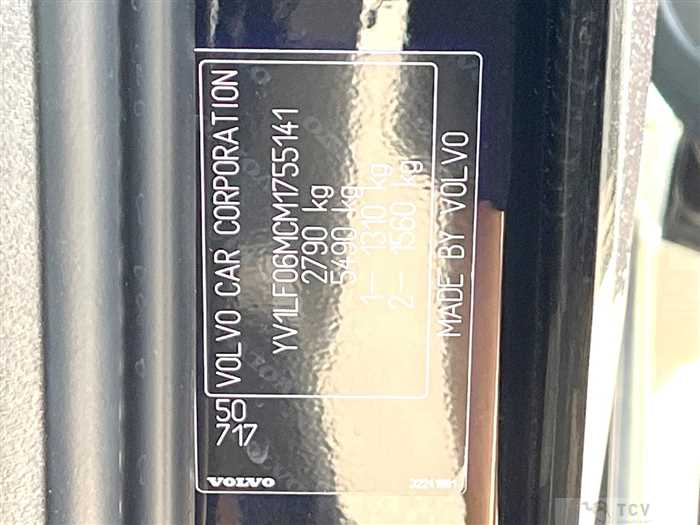 VOLVO CAR CORPORATION
YV1LF06MCM1755141
2790 kg
5490 kg
1– 1310 kg
2– 1560 kg
MADE BY VOLVO
50
717
VOLVO
TCV